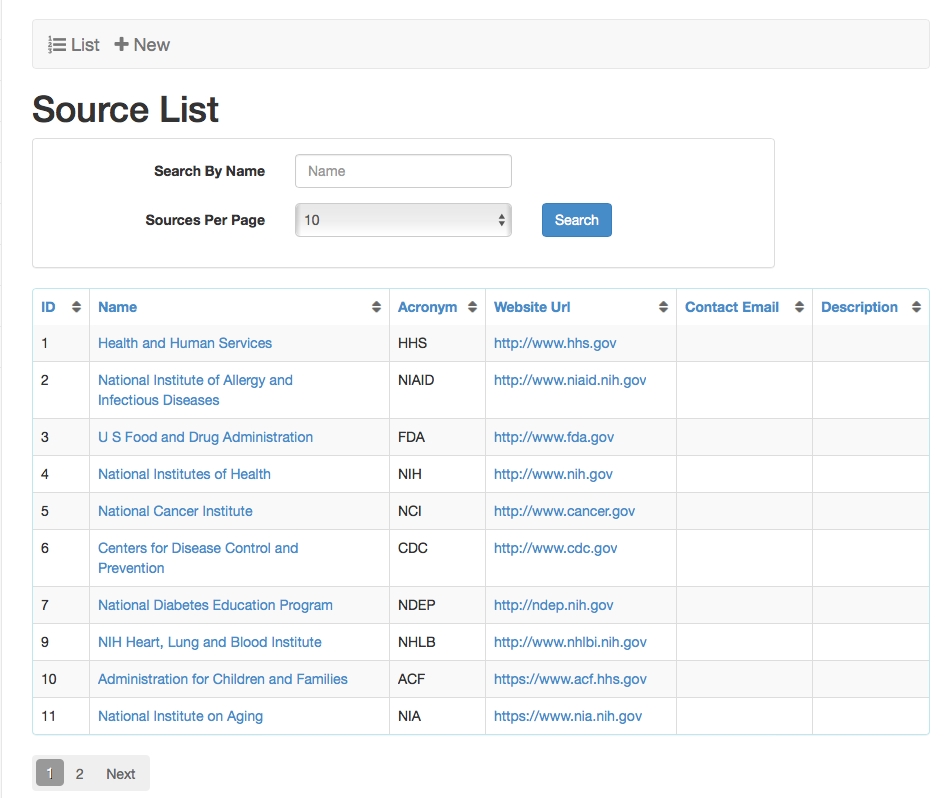 List New
Source List
Search By Name Name
Sources Per Page 10 Search
ID Name Acronym Website Url Contact Email Description
1 Health and Human Services HHS http://www.hhs.gov
2 National Institute of Allergy and NIAID http://www.niaid.nih.gov
Infectious Diseases
3 U S Food and Drug Administration FDA http://www.fda.gov
4 National Institutes of Health NIH http://www.nih.gov
5 National Cancer Institute NCI http://www.cancer.gov
6 Centers for Disease Control and CDC http://www.cdc.gov
Prevention
7 National Diabetes Education Program NDEP http://ndep.nih.gov
9 NIH Heart, Lung and Blood Institute NHLB http://www.nhlbi.nih.gov
10 Administration for Children and Families ACF https://www.acf.hhs.gov
11 National Institute on Aging NIA https://www.nia.nih.gov
1 2 Next